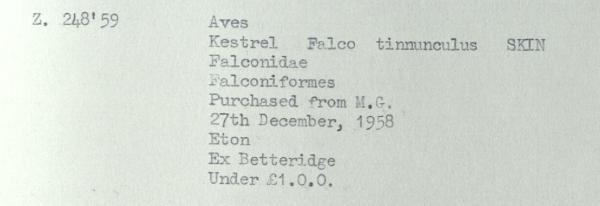 Z. 248'59 Aves
Kestrel Falco tinnunculus SKIN
Falconidae
Falconiformes
Purchased from M.G.
27th December, 1958
Eton
Ex Betteridge
Under £1.0.0.